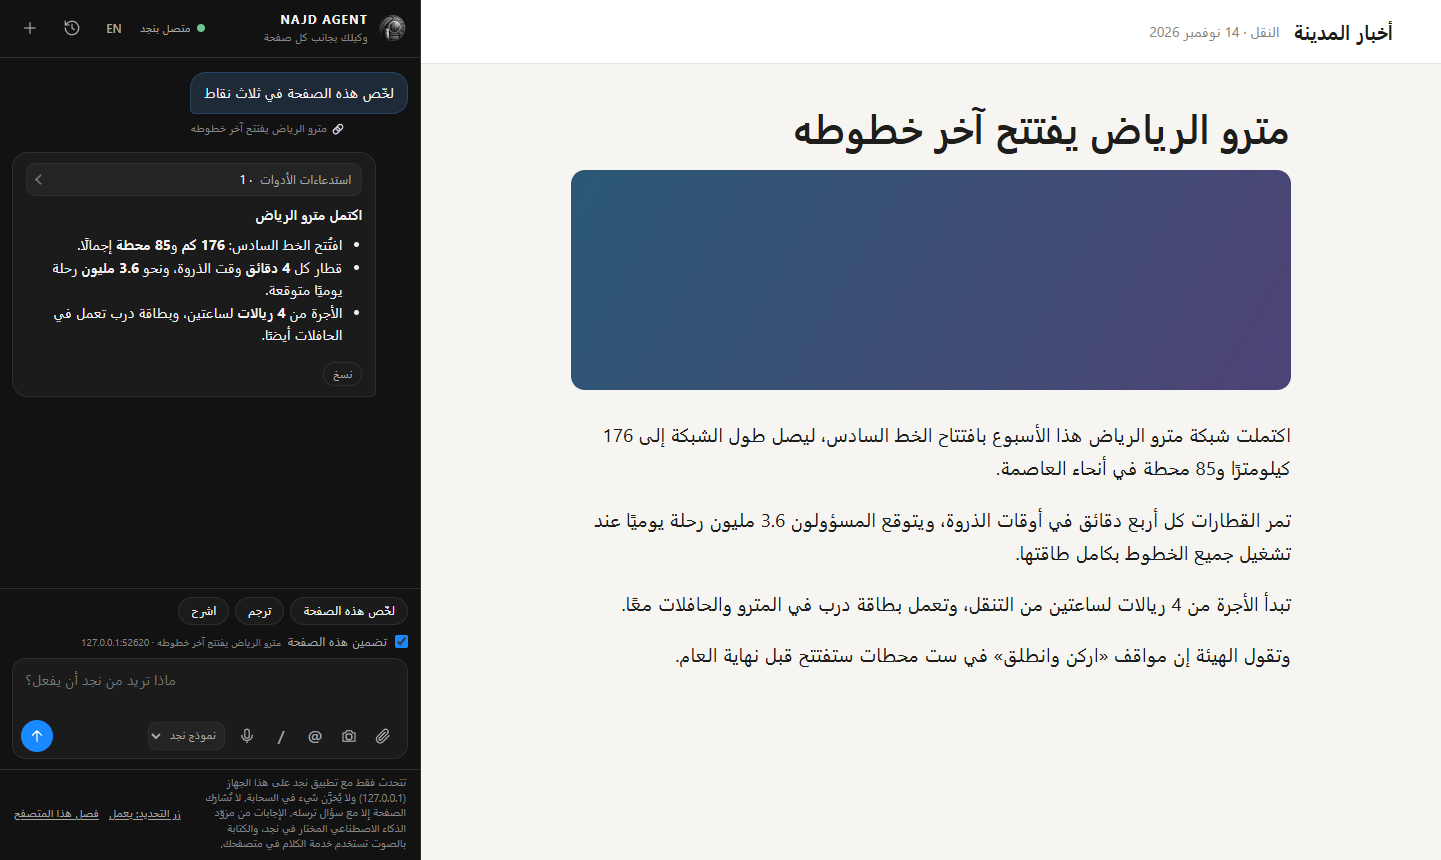 NAJD AGENT
وكيلك بجانب كل صفحة
متصل بنجد
EN
لخّص هذه الصفحة في ثلاث نقاط
مترو الرياض يفتتح آخر خطوطه
استدعاءات الأدوات · 1
اكتمل مترو الرياض
افتُتح الخط السادس: 176 كم و85 محطة إجمالًا.
قطار كل 4 دقائق وقت الذروة، ونحو 3.6 مليون رحلة
يوميًا متوقعة.
الأجرة من 4 ريالات لساعتين، وبطاقة درب تعمل في
الحافلات أيضًا.
نسخ
لخّص هذه الصفحة
ترجم
اشرح
تضمين هذه الصفحة
مترو الرياض يفتتح آخر خطوطه · 127.0.0.1:52620
ماذا تريد من نجد أن يفعل؟
@
/
نموذج نجد
تتحدث فقط مع تطبيق نجد على هذا الجهاز
(127.0.0.1) ولا يُخزَّن شيء في السحابة. لا تُشارَك
الصفحة إلا مع سؤال ترسله. الإجابات من مزوّد
الذكاء الاصطناعي المختار في نجد، والكتابة
بالصوت تستخدم خدمة الكلام في متصفحك.
زر التحديد: يعمل
فصل هذا المتصفح
أخبار المدينة
النقل · 14 نوفمبر 2026
مترو الرياض يفتتح آخر خطوطه
اكتملت شبكة مترو الرياض هذا الأسبوع بافتتاح الخط السادس، ليصل طول الشبكة إلى 176
كيلومترًا و85 محطة في أنحاء العاصمة.
تمر القطارات كل أربع دقائق في أوقات الذروة، ويتوقع المسؤولون 3.6 مليون رحلة يوميًا عند
تشغيل جميع الخطوط بكامل طاقتها.
تبدأ الأجرة من 4 ريالات لساعتين من التنقل، وتعمل بطاقة درب في المترو والحافلات معًا.
وتقول الهيئة إن مواقف «اركن وانطلق» في ست محطات ستفتتح قبل نهاية العام.